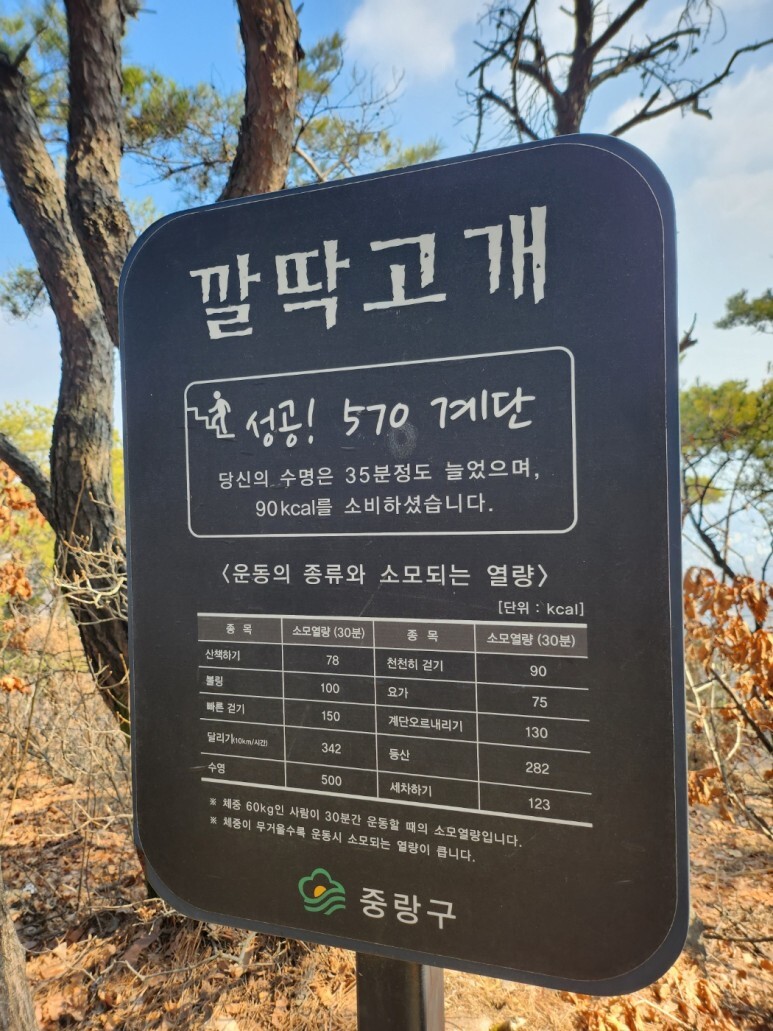 깔딱고개
성공! 570 계단
당신의 수명은 35분정도 늘었으며,
90kcal를 소비하셨습니다.
<운동의 종류와 소모되는 열량>
[단위 : kcal]
종 목 소모열량 (30분) 종 목 소모열량 (30분)
산책하기 78 천천히 걷기 90
볼링 100 요가 75
빠른 걷기 150 계단오르내리기 130
달리기(10km/시간) 342 등산 282
수영 500 세차하기 123
※ 체중 60kg인 사람이 30분간 운동할 때의 소모열량입니다.
※ 체중이 무거울수록 운동시 소모되는 열량이 큽니다.
중랑구